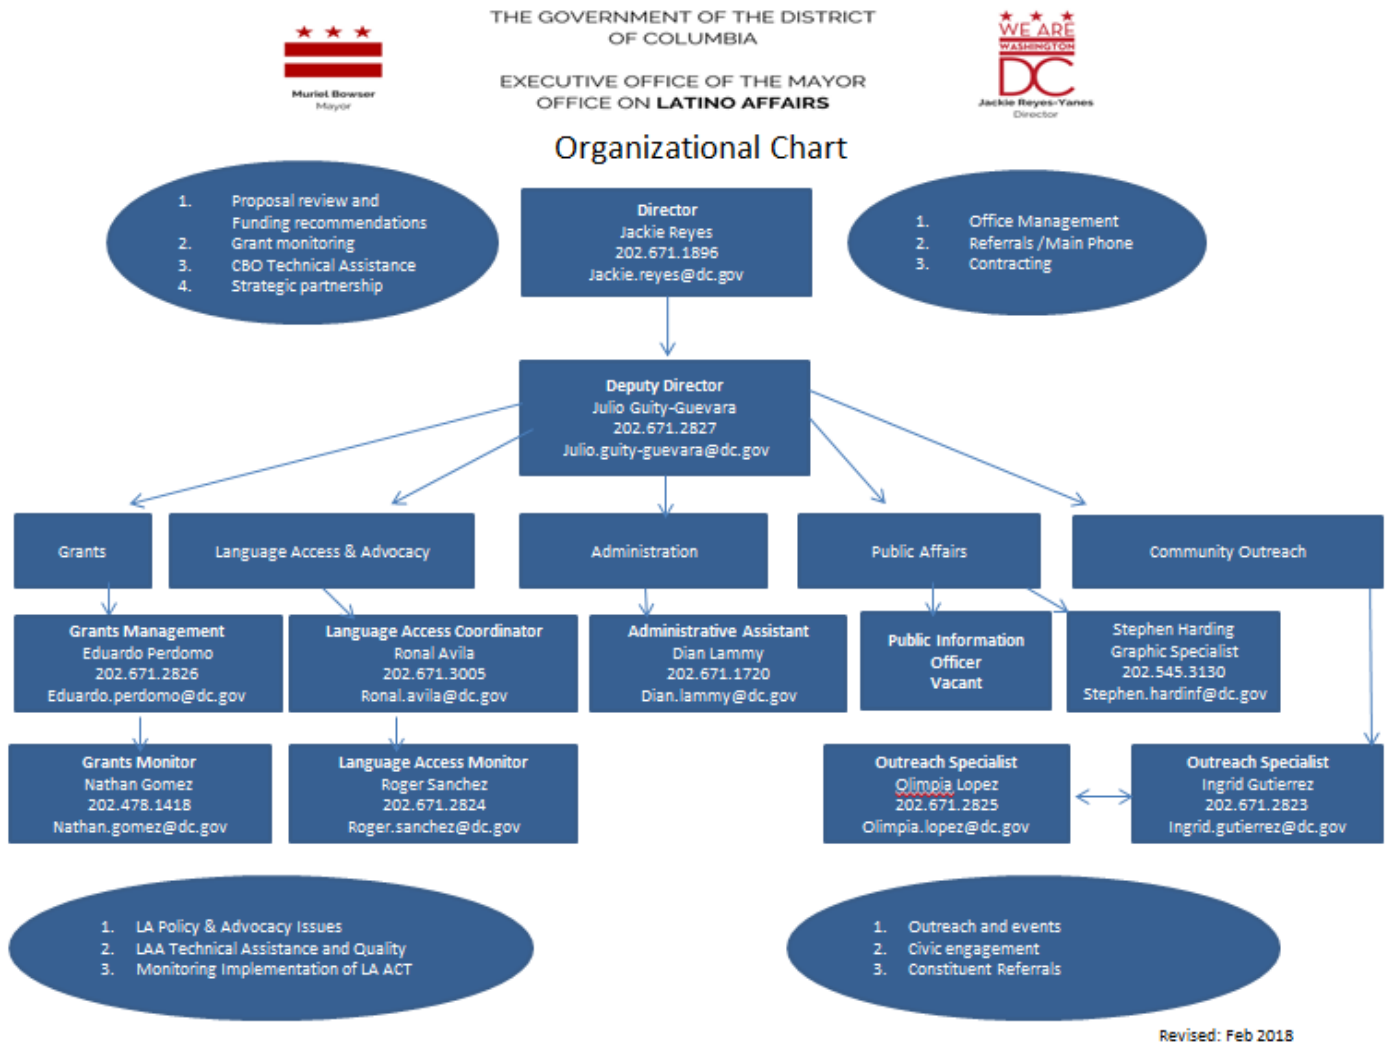 THE GOVERNMENT OF THE DISTRICT
OF COLUMBIA
EXECUTIVE OFFICE OF THE MAYOR
OFFICE ON LATINO AFFAIRS
Muriel Bowser
Mayor
WE ARE
WASHINGTON
DC
Jackie Reyes-Yanes
Director
Organizational Chart
1. Proposal review and
Funding recommendations
2. Grant monitoring
3. CBO Technical Assistance
4. Strategic partnership
Director
Jackie Reyes
202.671.1896
Jackie.reyes@dc.gov
1. Office Management
2. Referrals /Main Phone
3. Contracting
Deputy Director
Julio Guity-Guevara
202.671.2827
Julio.guity-guevara@dc.gov
Grants
Language Access & Advocacy
Administration
Public Affairs
Community Outreach
Grants Management
Eduardo Perdomo
202.671.2826
Eduardo.perdomo@dc.gov
Language Access Coordinator
Ronal Avila
202.671.3005
Ronal.avila@dc.gov
Administrative Assistant
Dian Lammy
202.671.1720
Dian.lammy@dc.gov
Public Information
Officer
Vacant
Stephen Harding
Graphic Specialist
202.545.3130
Stephen.hardinf@dc.gov
Grants Monitor
Nathan Gomez
202.478.1418
Nathan.gomez@dc.gov
Language Access Monitor
Roger Sanchez
202.671.2824
Roger.sanchez@dc.gov
Outreach Specialist
Olimpia Lopez
202.671.2825
Olimpia.lopez@dc.gov
Outreach Specialist
Ingrid Gutierrez
202.671.2823
Ingrid.gutierrez@dc.gov
1. LA Policy & Advocacy Issues
2. LAA Technical Assistance and Quality
3. Monitoring Implementation of LA ACT
1. Outreach and events
2. Civic engagement
3. Constituent Referrals
Revised: Feb 2018